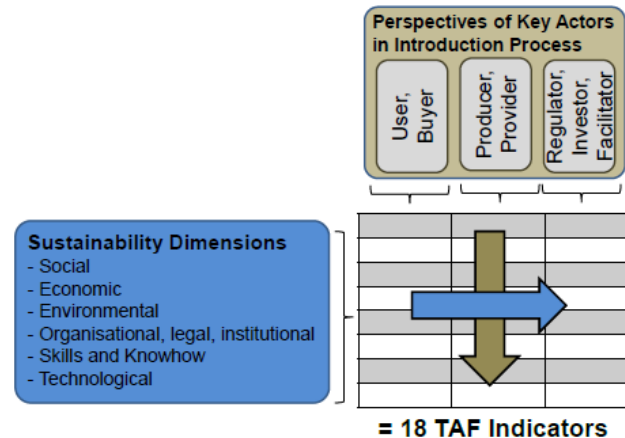 Perspectives of Key Actors
in Introduction Process
User,
Buyer
Producer,
Provider
Regulator,
Investor,
Facilitator
Sustainability Dimensions
- Social
- Economic
- Environmental
- Organisational, legal, institutional
- Skills and Knowhow
- Technological
= 18 TAF Indicators